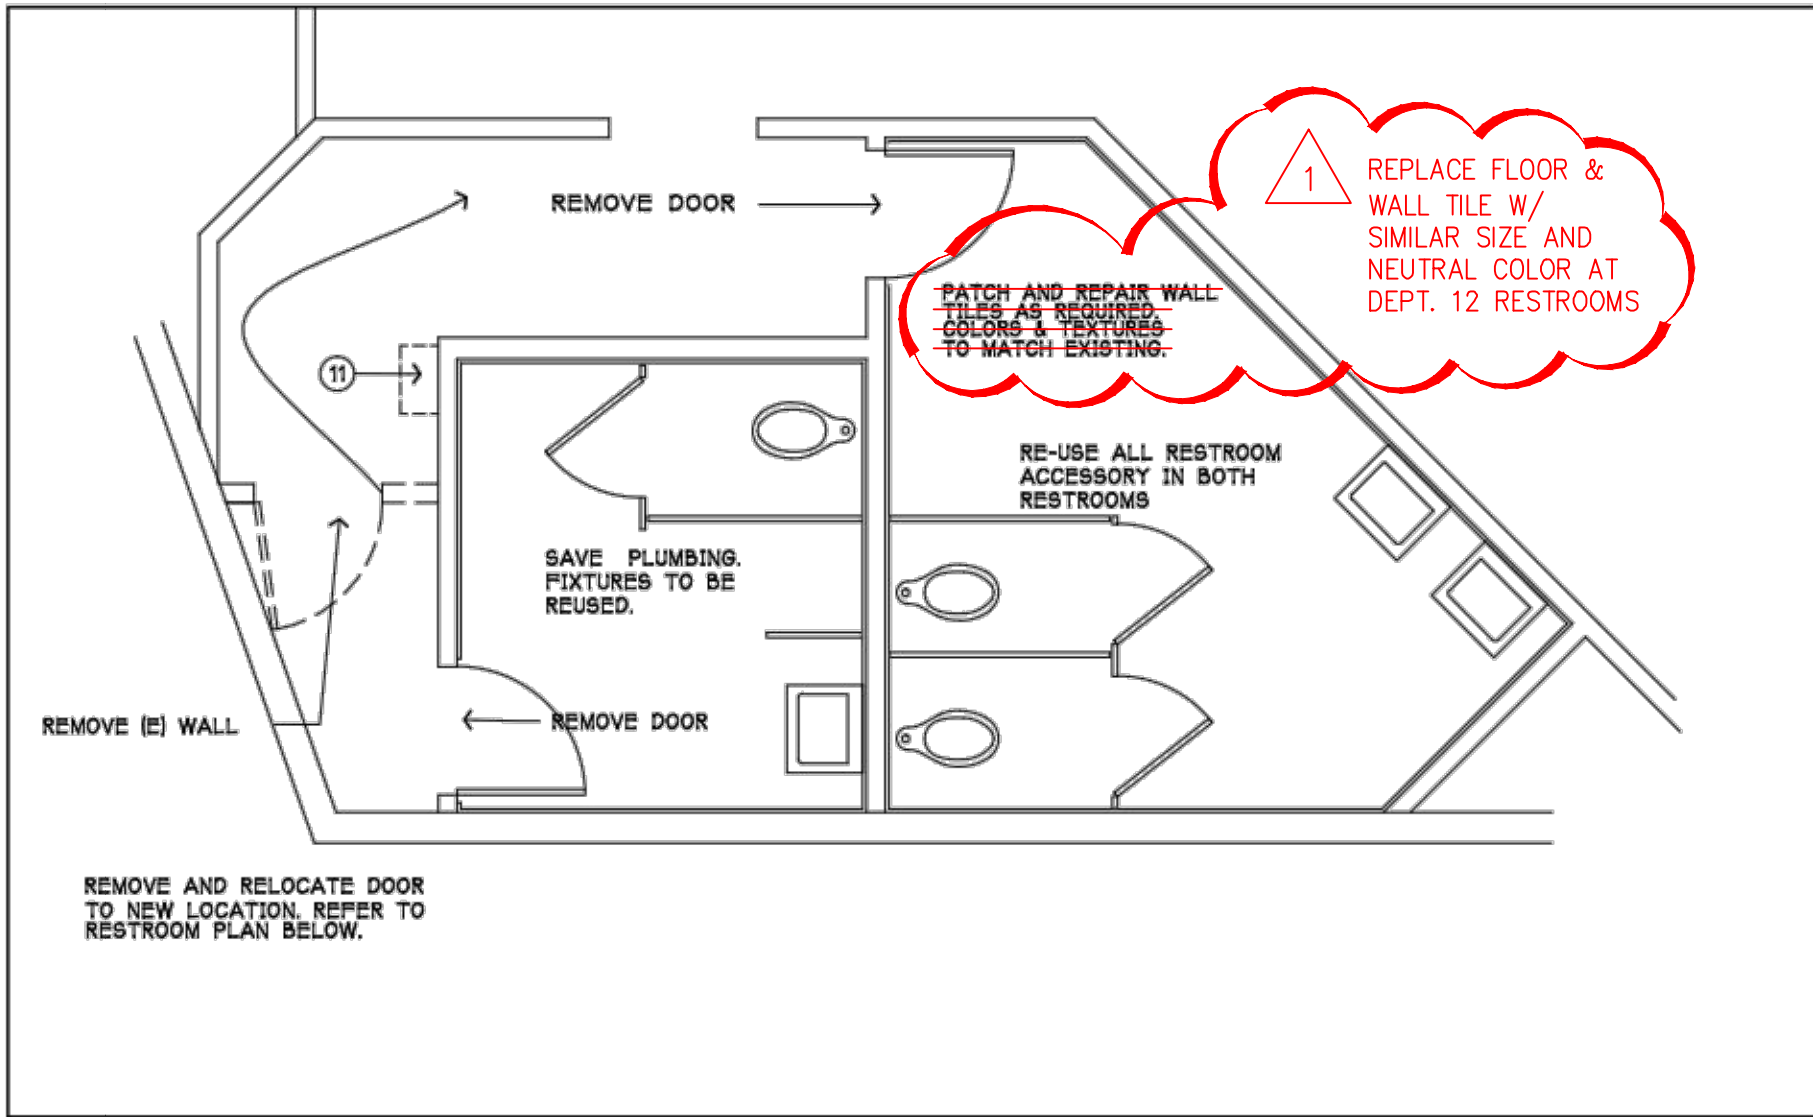 1
REPLACE FLOOR &
WALL TILE W/
SIMILAR SIZE AND
NEUTRAL COLOR AT
DEPT. 12 RESTROOMS
REMOVE DOOR
PATCH AND REPAIR WALL
TILES AS REQUIRED.
COLORS & TEXTURES
TO MATCH EXISTING.
11
RE-USE ALL RESTROOM
ACCESSORY IN BOTH
RESTROOMS
SAVE PLUMBING.
FIXTURES TO BE
REUSED.
REMOVE (E) WALL
REMOVE DOOR
REMOVE AND RELOCATE DOOR
TO NEW LOCATION. REFER TO
RESTROOM PLAN BELOW.